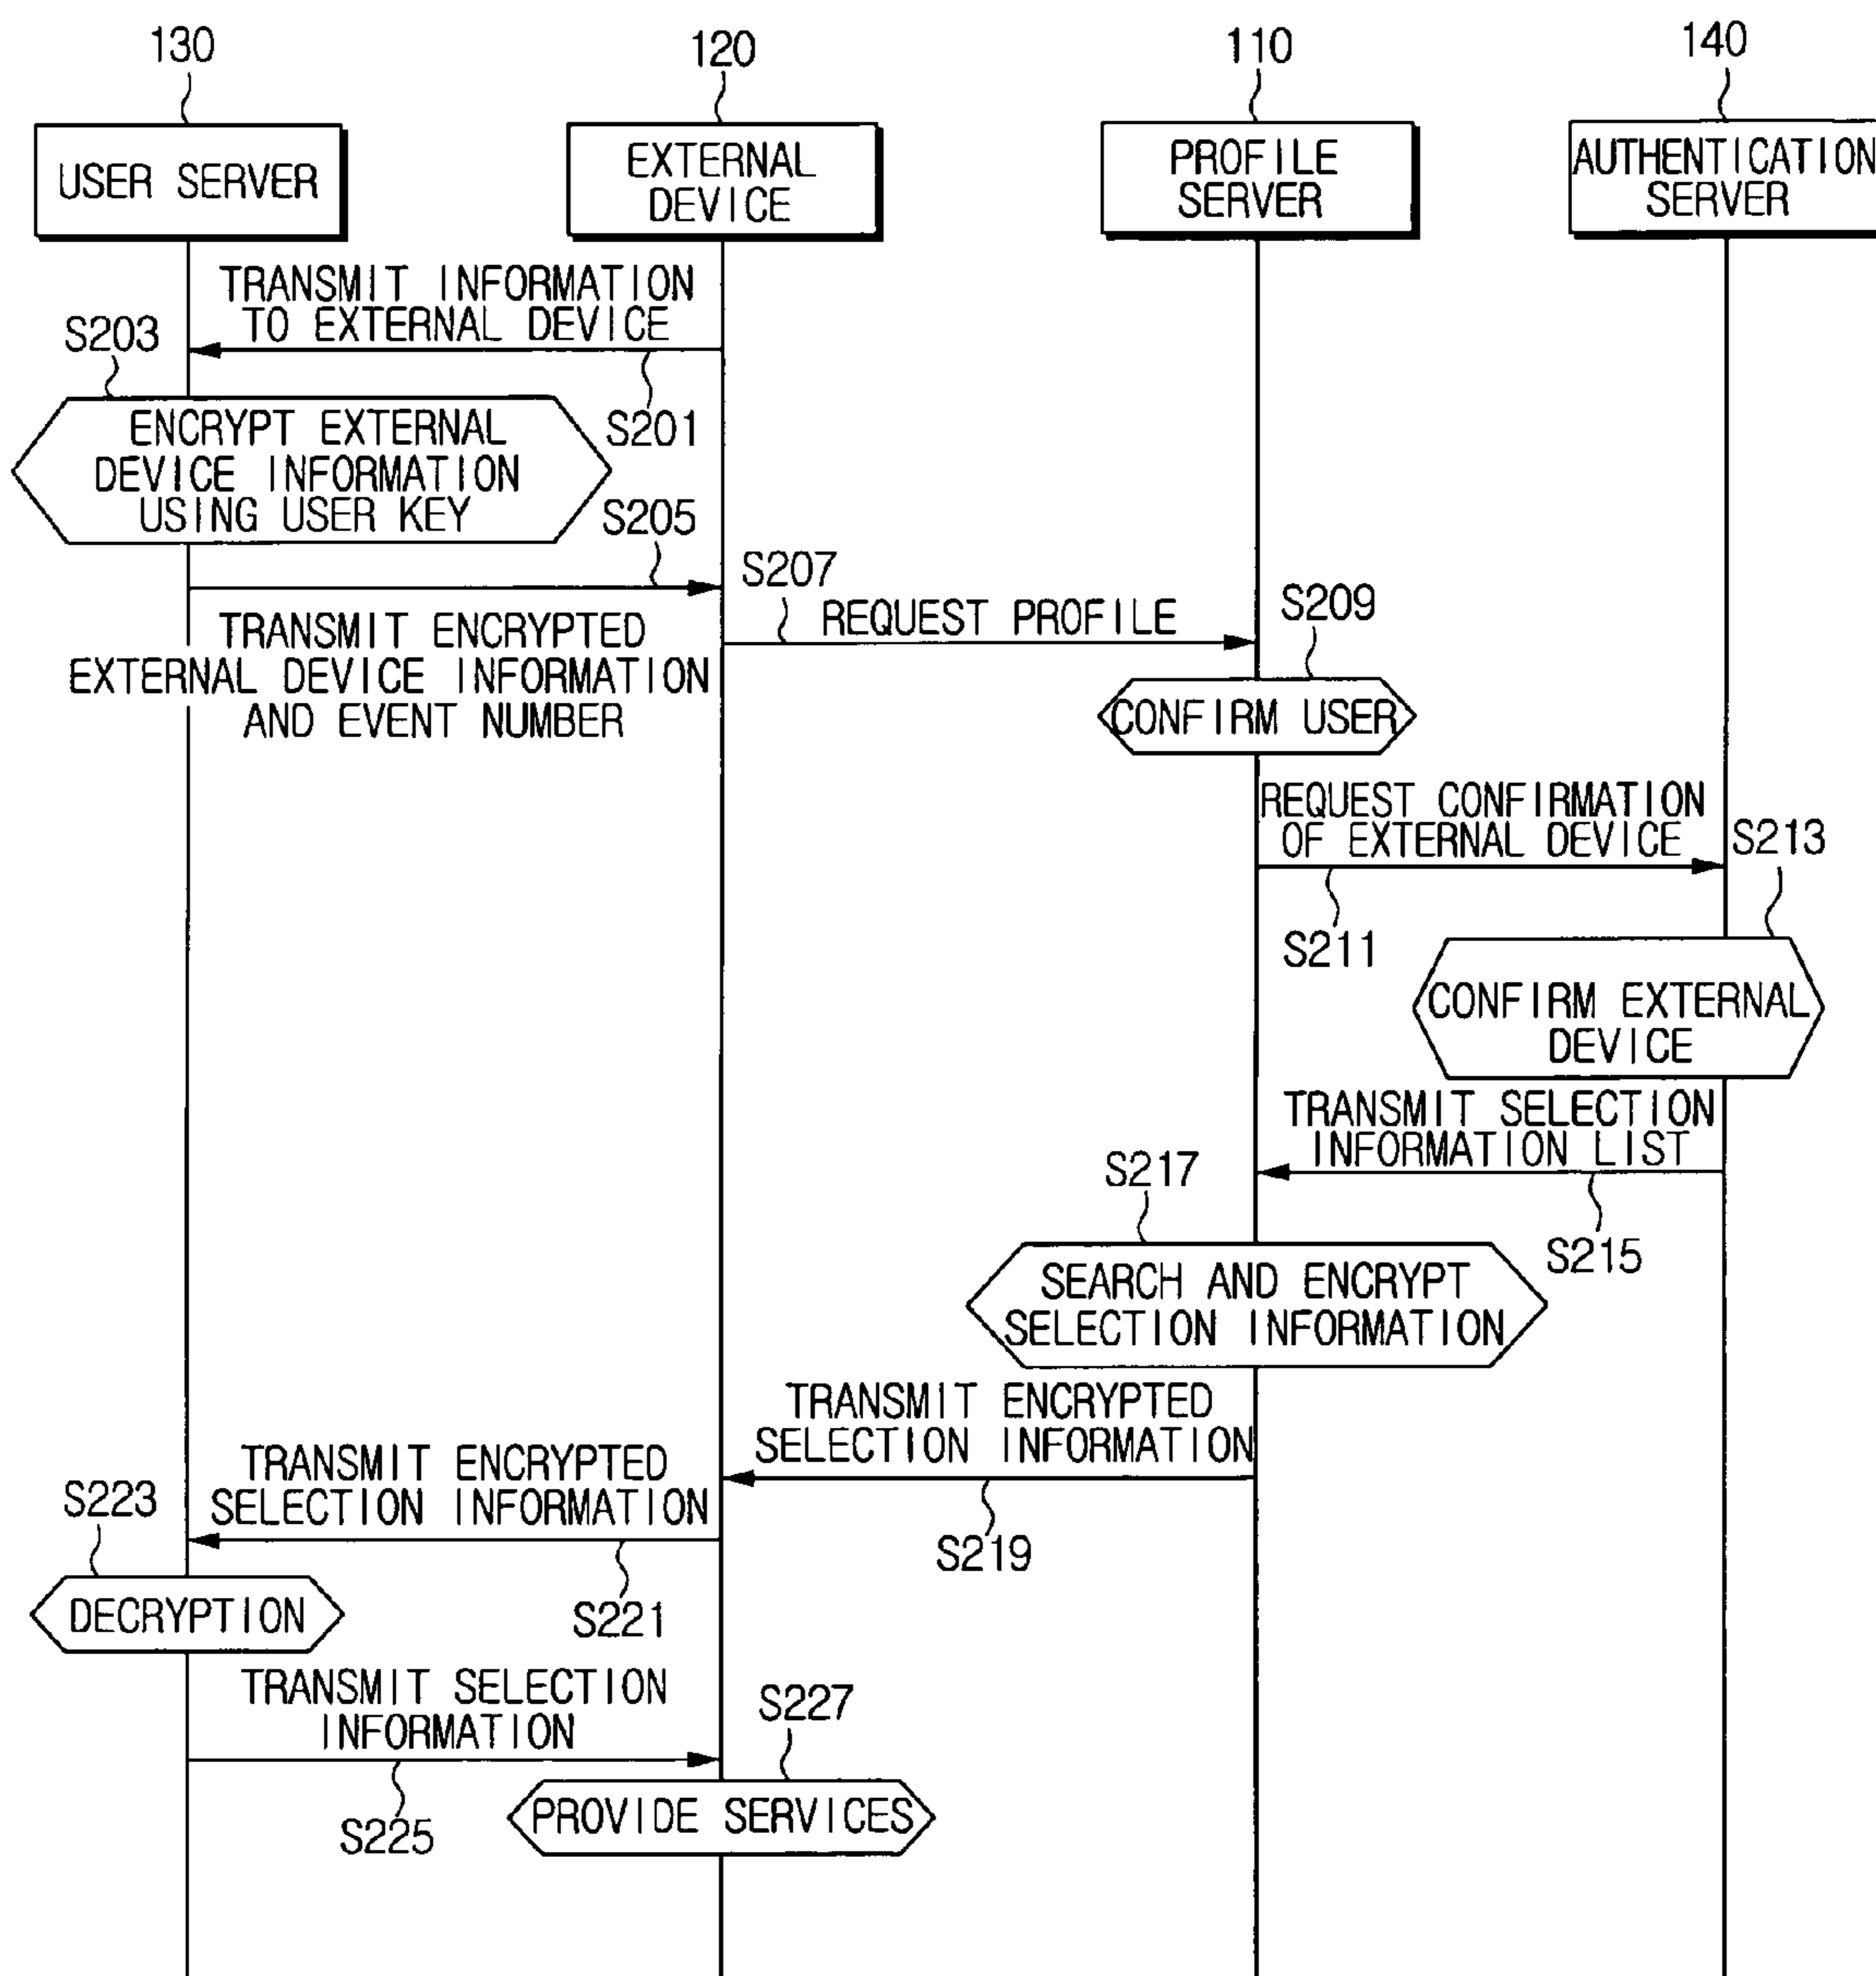 130
120
110
140
USER SERVER
EXTERNAL
DEVICE
PROFILE
SERVER
AUTHENTICATION
SERVER
TRANSMIT INFORMATION
TO EXTERNAL DEVICE
S203
S201
ENCRYPT EXTERNAL
DEVICE INFORMATION
USING USER KEY
S205
TRANSMIT ENCRYPTED
EXTERNAL DEVICE INFORMATION
AND EVENT NUMBER
S207
REQUEST PROFILE
S209
CONFIRM USER
REQUEST CONFIRMATION
OF EXTERNAL DEVICE
S211
S213
CONFIRM EXTERNAL
DEVICE
TRANSMIT SELECTION
INFORMATION LIST
S215
S217
SEARCH AND ENCRYPT
SELECTION INFORMATION
TRANSMIT ENCRYPTED
SELECTION INFORMATION
S219
TRANSMIT ENCRYPTED
SELECTION INFORMATION
S221
S223
DECRYPTION
TRANSMIT SELECTION
INFORMATION
S225
S227
PROVIDE SERVICES